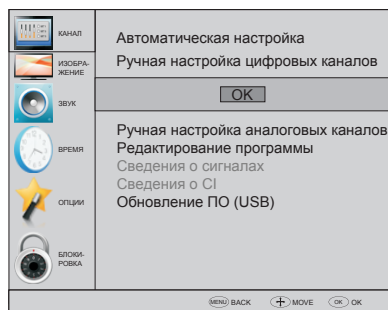 КАНАЛ
ИЗОБРА-
ЖЕНИЕ
ЗВУК
ВРЕМЯ
ОПЦИИ
БЛОКИ-
РОВКА
Автоматическая настройка
Ручная настройка цифровых каналов
OK
Ручная настройка аналоговых каналов
Редактирование программы
Сведения о сигналах
Сведения о CI
Обновление ПО (USB)
MENU BACK MOVE OK OK